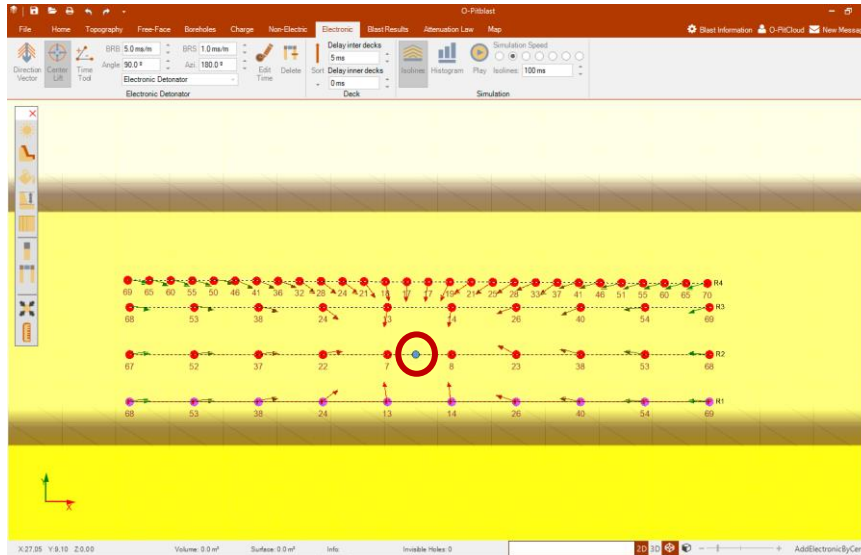 O-Pitblast
File Home Topography Free-Face Boreholes Charge Non-Electric Electronic Blast Results Attenuation Law Map Blast Information O-PitCloud New Messag
Direction Vector
Center Lift
Time Tool
BRB 5.0 ms/m BRS 1.0 ms/m
Angle 90.0 º Azi. 180.0 º
Electronic Detonator
Edit Time
Delete
Electronic Detonator
Sort
Delay inter decks
5 ms
Delay inner decks
0 ms
Deck
Isolines
Histogram
Play
Simulation Speed
Isolines: 100 ms
Simulation
R4
69 65 60 55 50 46 41 36 32 28 24 21 18 17 17 19 21 25 28 33 37 41 46 51 55 60 65 70
R3
68 53 38 24 13 14 26 40 54 69
R2
67 52 37 22 7 8 23 38 53 68
R1
68 53 38 24 13 14 26 40 54 69
Y
X
X:27.05 Y:9.10 Z:0.00 Volume: 0.0 m³ Surface: 0.0 m² Info Invisible Holes: 0 2D 3D AddElectronicByCen